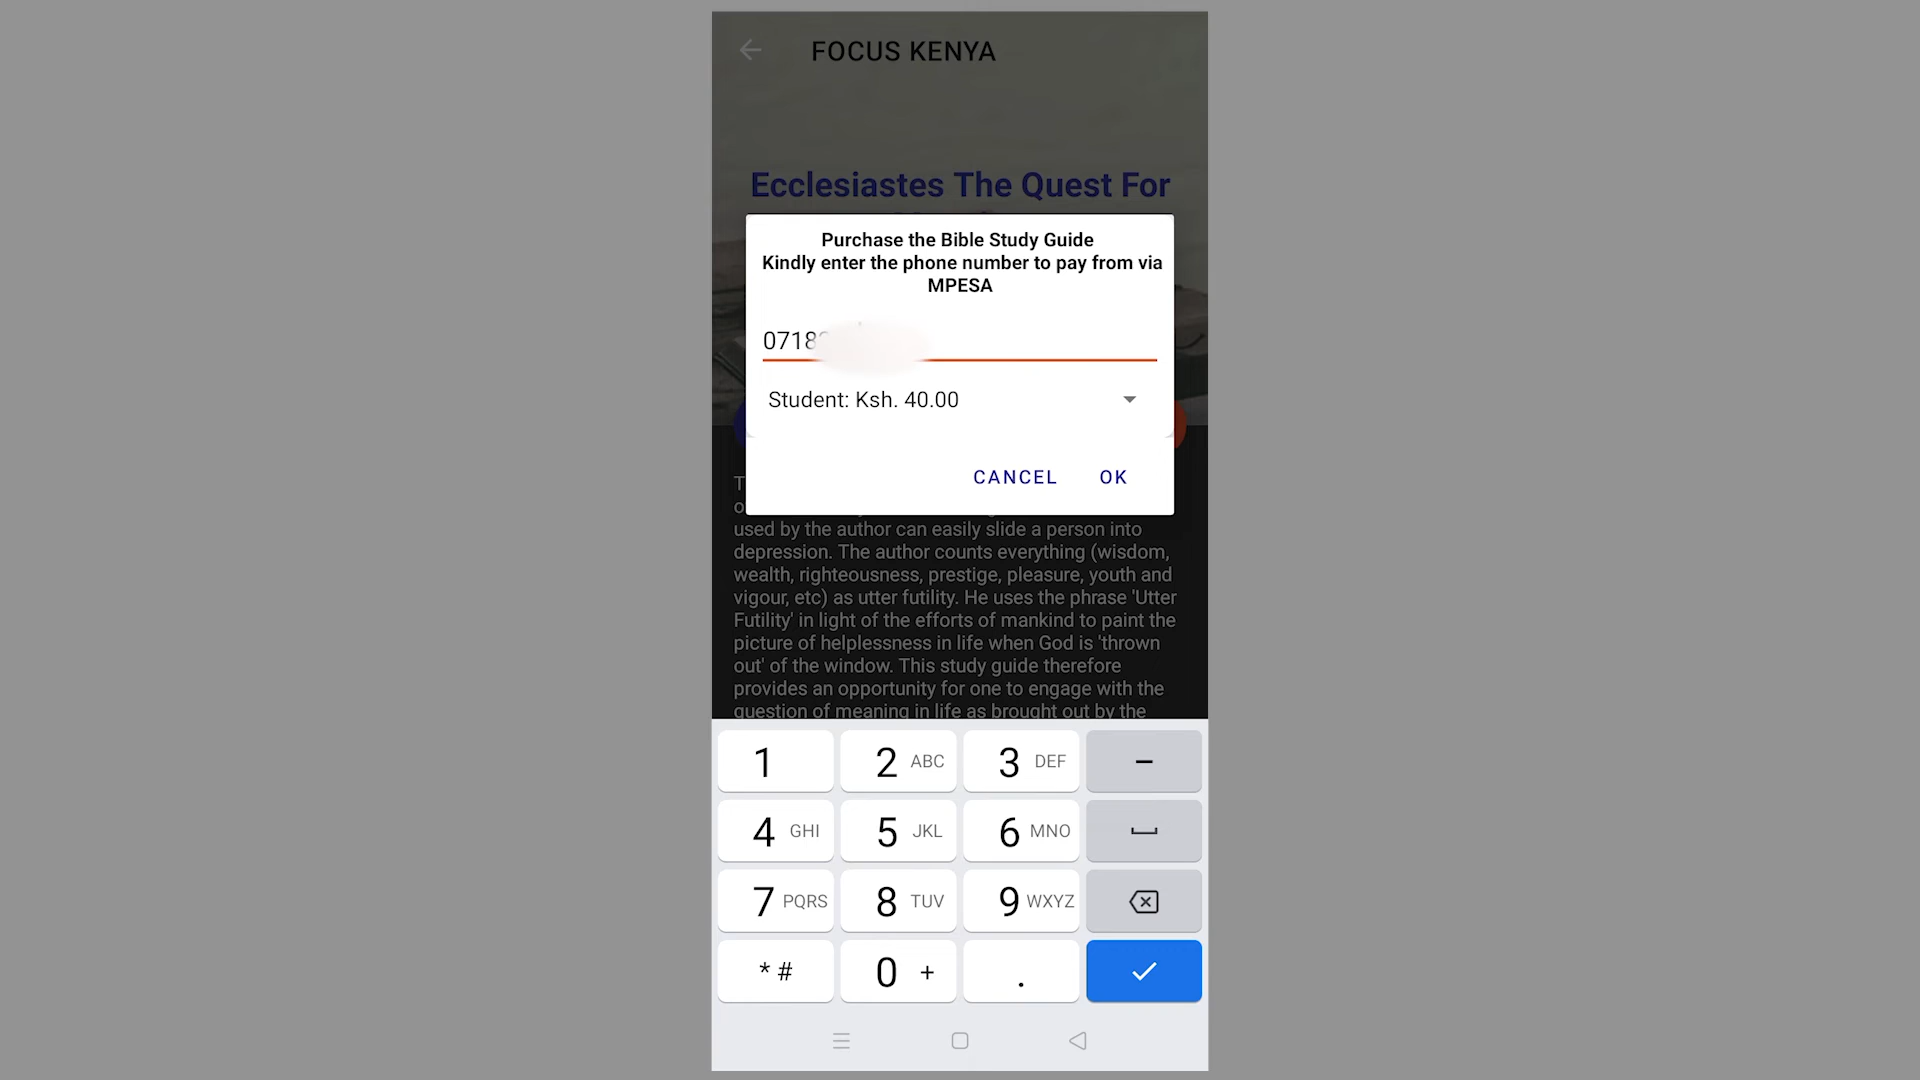 FOCUS KENYA
Ecclesiastes The Quest For
Purchase the Bible Study Guide
Kindly enter the phone number to pay from via
MPESA
0718
Student: Ksh. 40.00
CANCEL OK
used by the author can easily slide a person into
depression. The author counts everything (wisdom,
wealth, righteousness, prestige, pleasure, youth and
vigour, etc) as utter futility. He uses the phrase 'Utter
Futility' in light of the efforts of mankind to paint the
picture of helplessness in life when God is 'thrown
out' of the window. This study guide therefore
provides an opportunity for one to engage with the
question of meaning in life as brought out by the
1 2 ABC 3 DEF -
4 GHI 5 JKL 6 MNO
7 PQRS 8 TUV 9 WXYZ
* # 0 + .